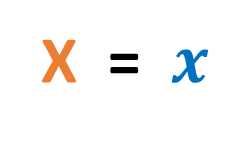 X = x